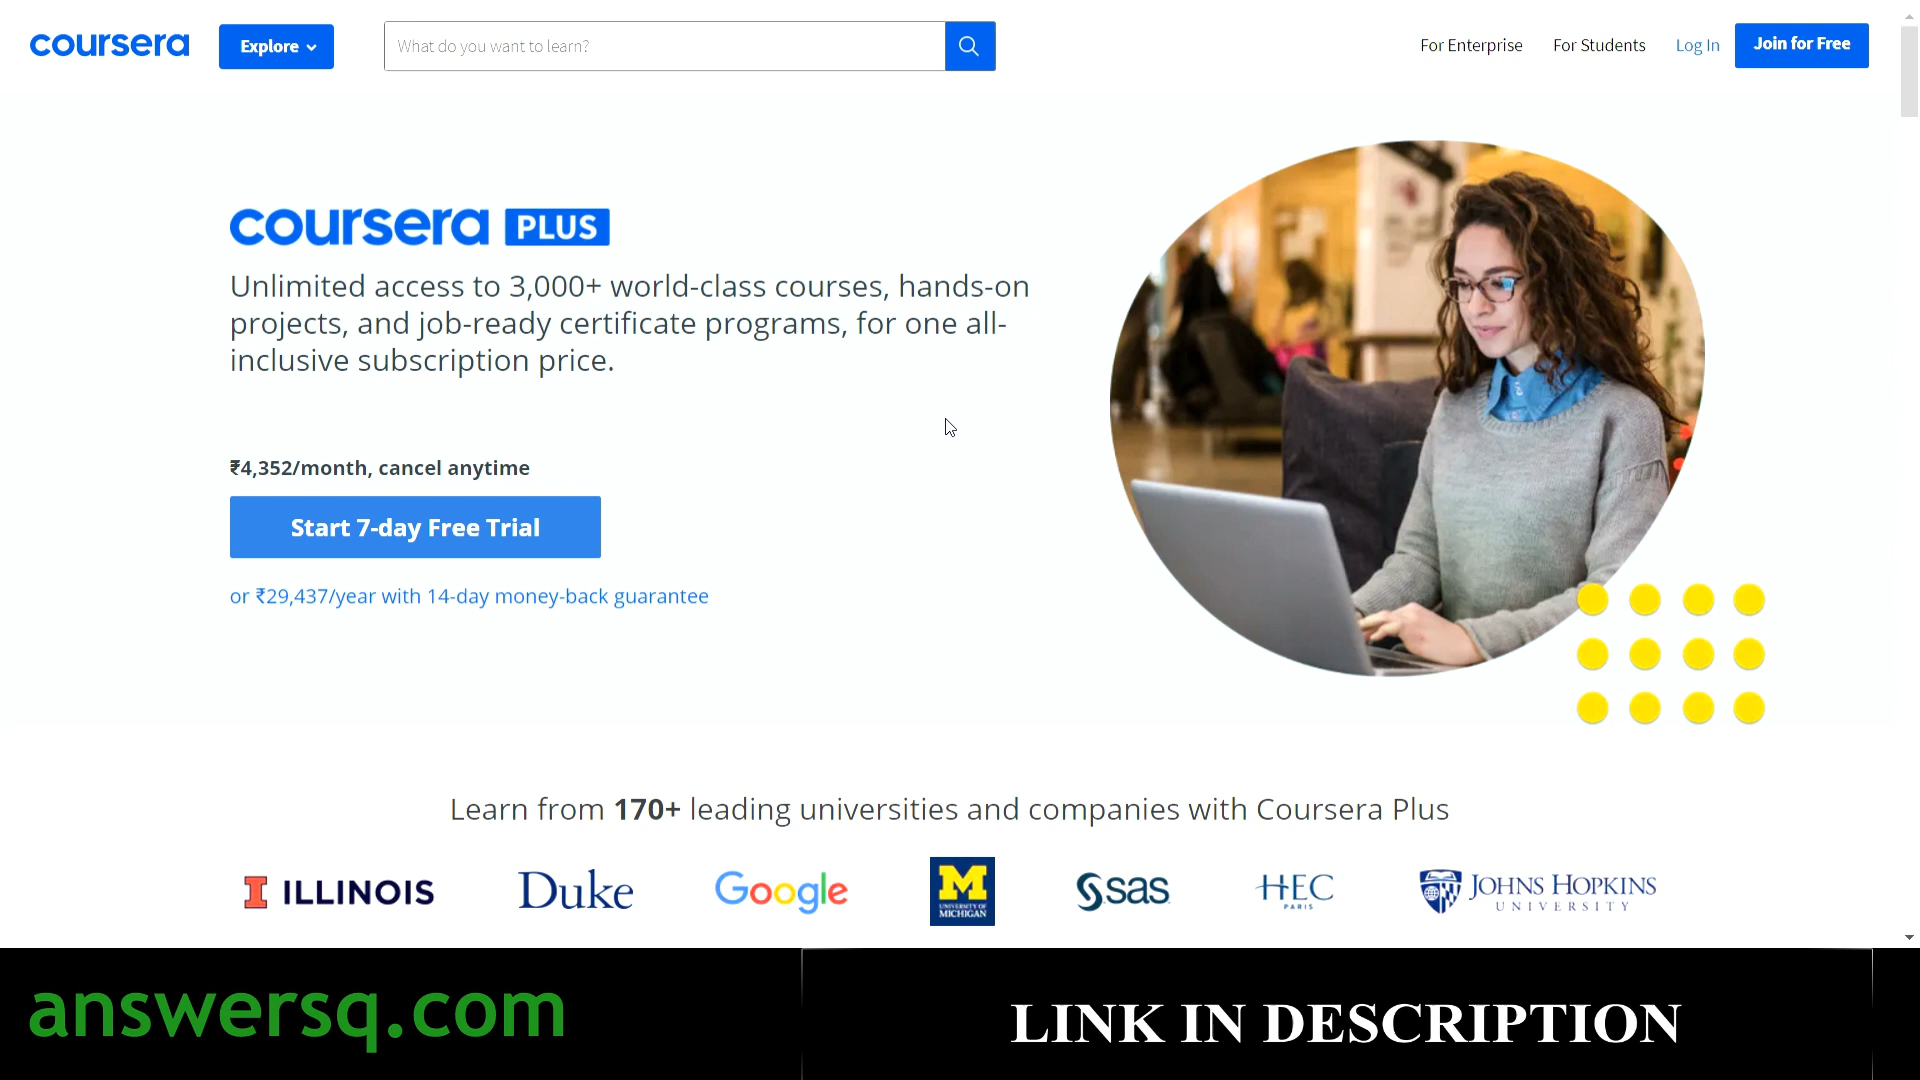 coursera
Explore
What do you want to learn?
For Enterprise
For Students
Log In
Join for Free
coursera PLUS
Unlimited access to 3,000+ world-class courses, hands-on
projects, and job-ready certificate programs, for one all-
inclusive subscription price.
₹4,352/month, cancel anytime
Start 7-day Free Trial
or ₹29,437/year with 14-day money-back guarantee
Learn from 170+ leading universities and companies with Coursera Plus
I ILLINOIS
Duke
Google
M
UNIVERSITY OF
MICHIGAN
sas
HEC
PARIS
JOHNS HOPKINS
UNIVERSITY
answersq.com
LINK IN DESCRIPTION